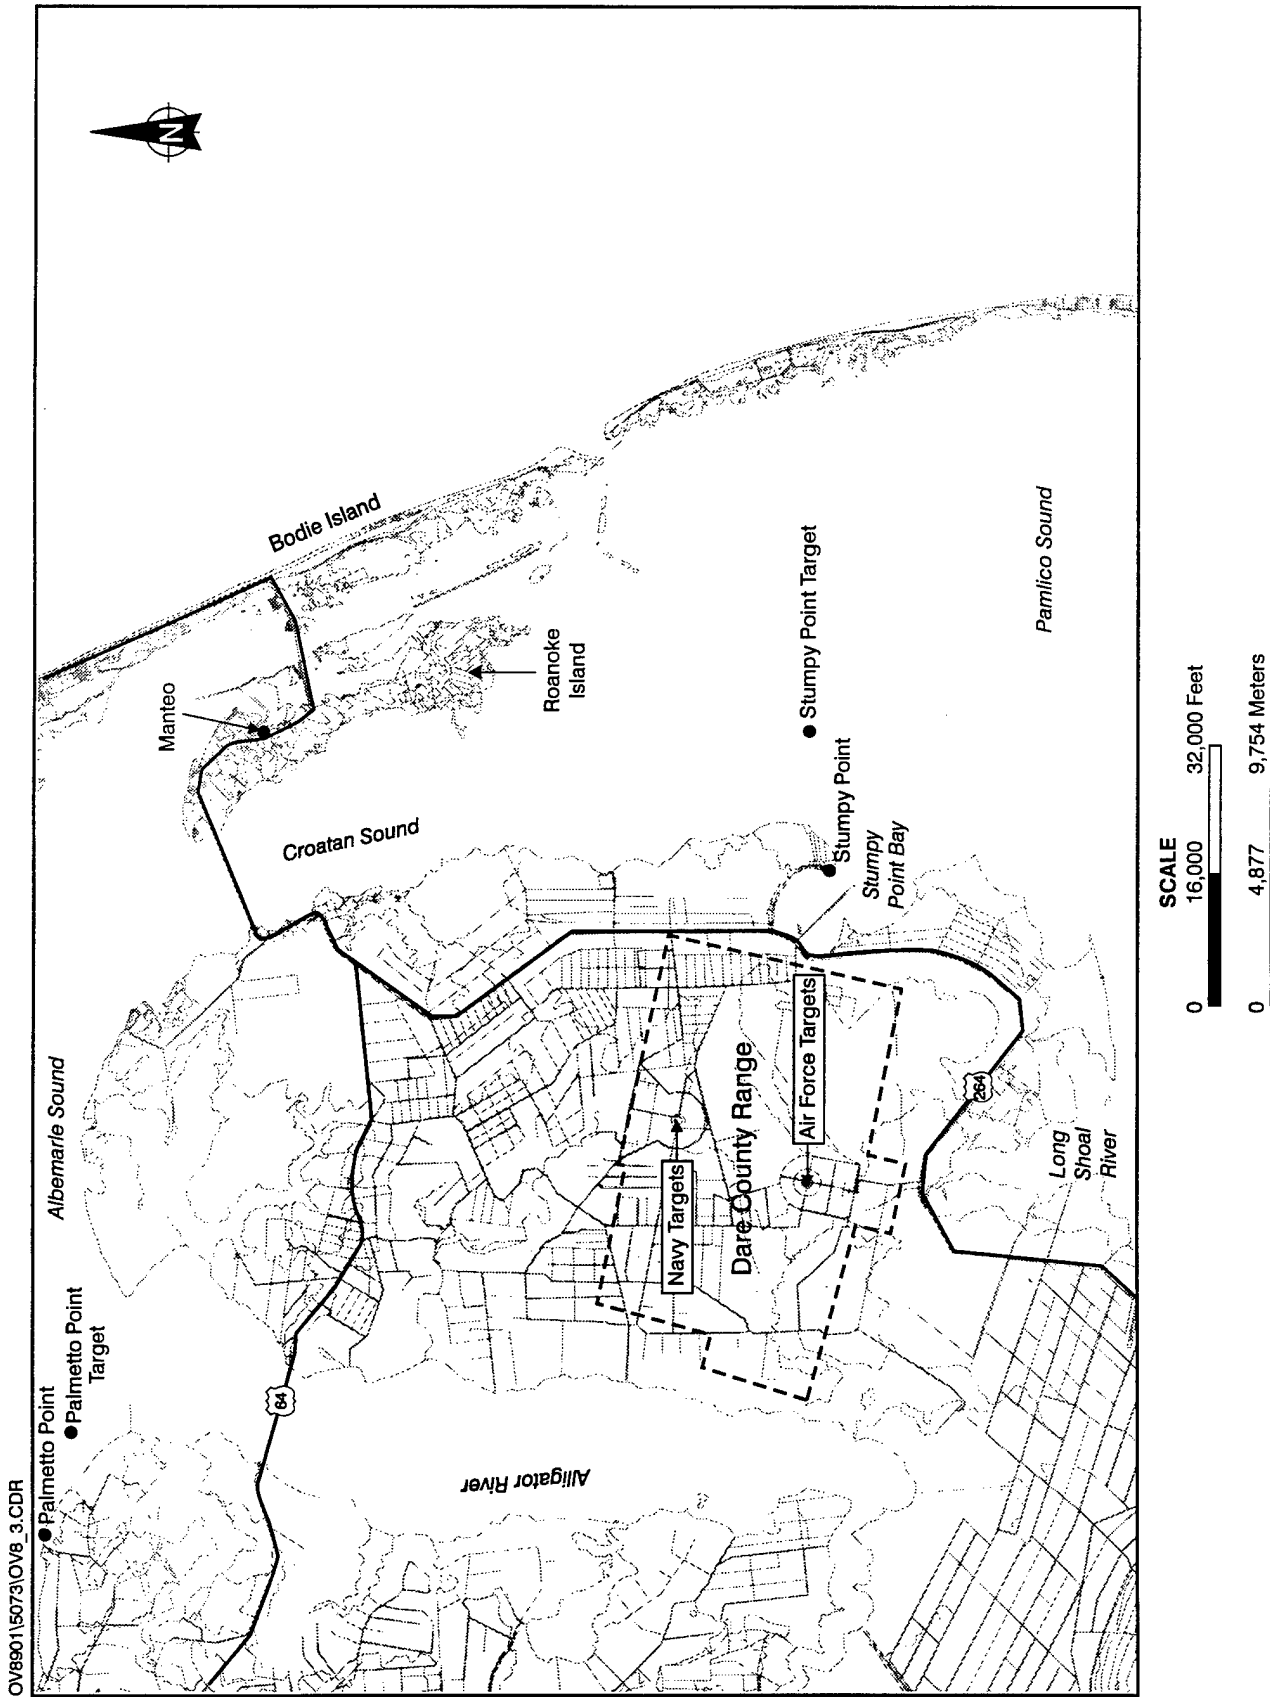 OV8901\5073\OV8_3.CDR
Palmetto Point
Palmetto Point
Target
Albemarle Sound
Manteo
N
64
Croatan Sound
Bodie Island
Roanoke
Island
Alligator River
Navy Targets
Dare County Range
Air Force Targets
Stumpy Point Target
Stumpy Point
Stumpy
Point Bay
Pamlico Sound
264
Long
Shoal
River
SCALE
0 16,000 32,000 Feet
0 4,877 9,754 Meters